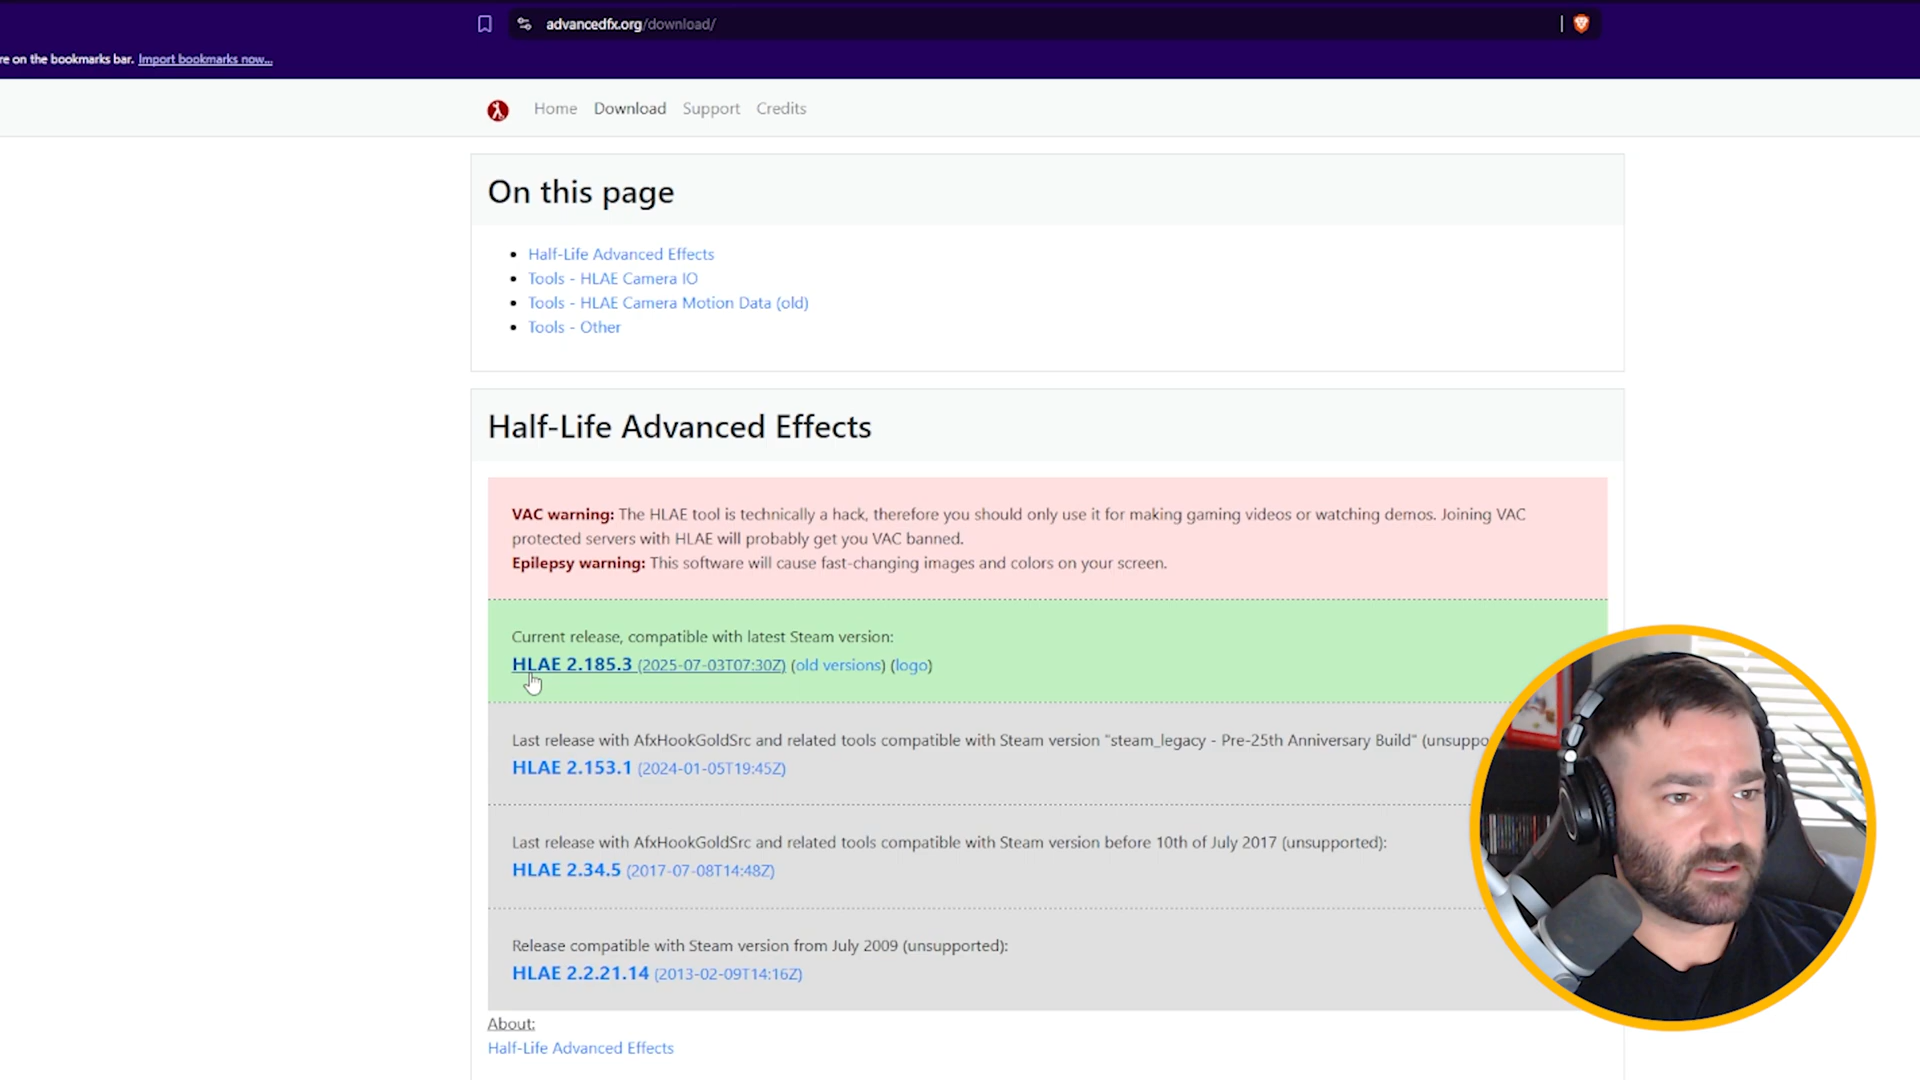 advancedfx.org/download/
re on the bookmarks bar. Import bookmarks now...
Home Download Support Credits
On this page
Half-Life Advanced Effects
Tools - HLAE Camera IO
Tools - HLAE Camera Motion Data (old)
Tools - Other
Half-Life Advanced Effects
VAC warning: The HLAE tool is technically a hack, therefore you should only use it for making gaming videos or watching demos. Joining VAC
protected servers with HLAE will probably get you VAC banned.
Epilepsy warning: This software will cause fast-changing images and colors on your screen.
Current release, compatible with latest Steam version:
HLAE 2.185.3 (2025-07-03T07:30Z) (old versions) (logo)
Last release with AfxHookGoldSrc and related tools compatible with Steam version "steam_legacy - Pre-25th Anniversary Build" (unsuppo
HLAE 2.153.1 (2024-01-05T19:45Z)
Last release with AfxHookGoldSrc and related tools compatible with Steam version before 10th of July 2017 (unsupported):
HLAE 2.34.5 (2017-07-08T14:48Z)
Release compatible with Steam version from July 2009 (unsupported):
HLAE 2.2.21.14 (2013-02-09T14:16Z)
About:
Half-Life Advanced Effects